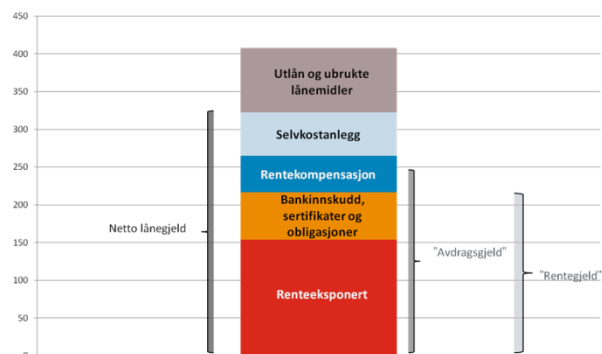 450
400
350
300
250
200
150
100
50
0
Utlån og ubrukte
lånemidler
Selvkostanlegg
Rentekompensasjon
Bankinnskudd,
sertifikater og
obligasjoner
Renteeksponert
Netto lånegjeld
"Avdragsgjeld"
"Rentegjeld"